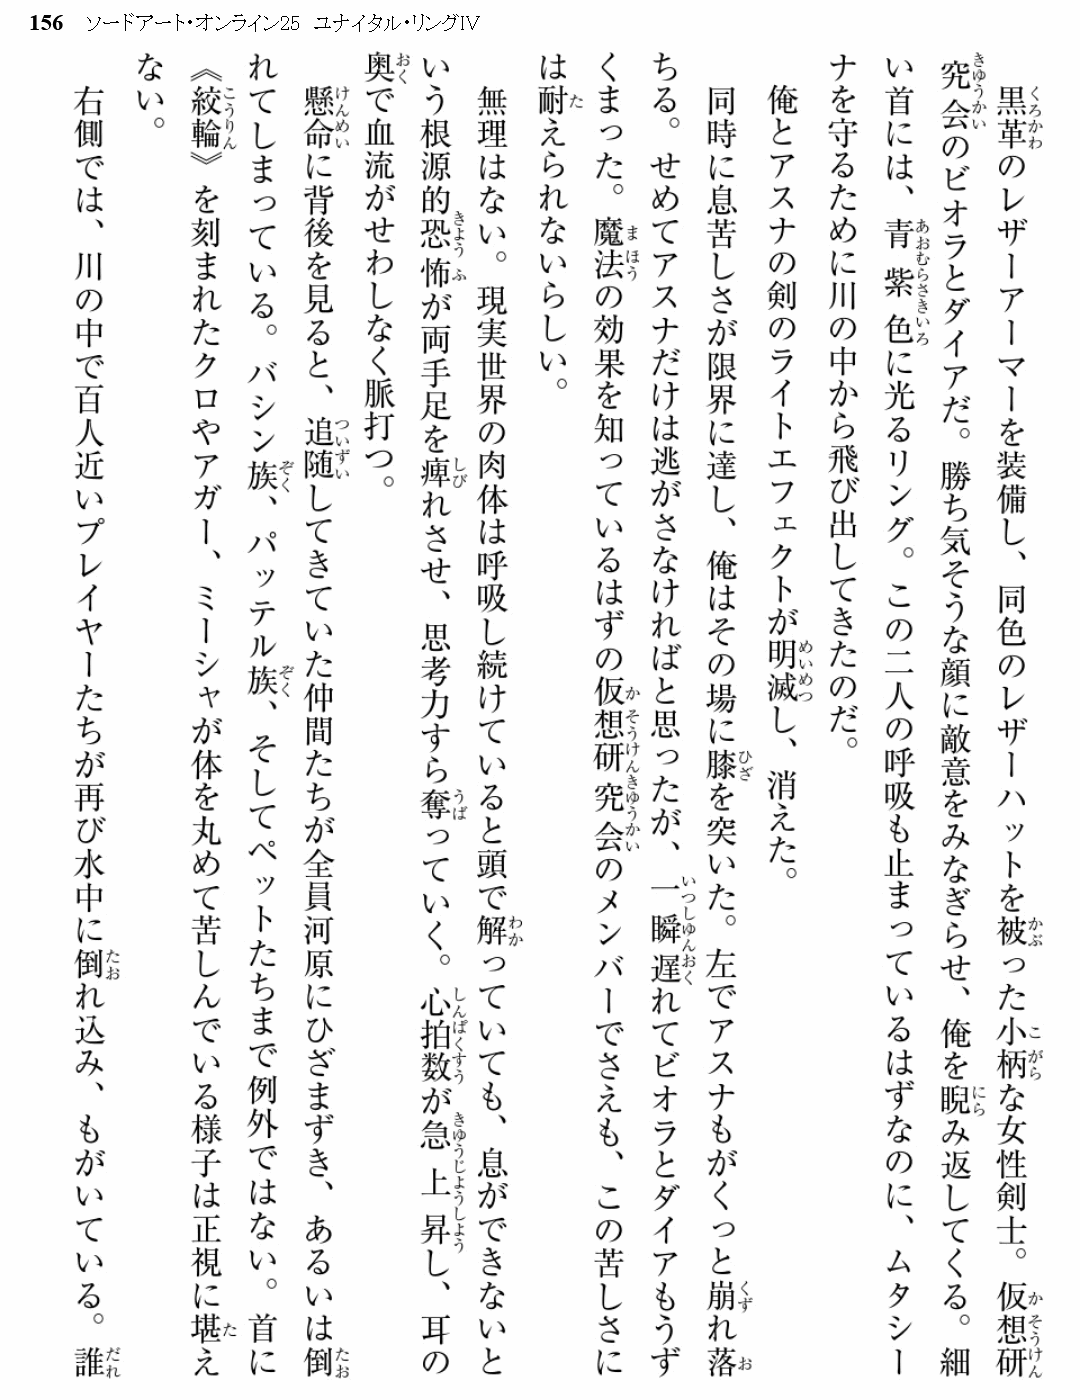 156　ソードアート・オンライン25　ユナイタル・リングⅣ
　黒革のレザーアーマーを装備し、同色のレザーハットを被った小柄な女性剣士。仮想研
究会のビオラとダイアだ。勝ち気そうな顔に敵意をみなぎらせ、俺を睨み返してくる。細
い首には、青紫色に光るリング。この二人の呼吸も止まっているはずなのに、ムタシー
ナを守るために川の中から飛び出してきたのだ。
　俺とアスナの剣のライトエフェクトが明滅し、消えた。
　同時に息苦しさが限界に達し、俺はその場に膝を突いた。左でアスナもがくっと崩れ落
ちる。せめてアスナだけは逃がさなければと思ったが、一瞬遅れてビオラとダイアもうず
くまった。魔法の効果を知っているはずの仮想研究会のメンバーでさえも、この苦しさに
は耐えられないらしい。
　無理はない。現実世界の肉体は呼吸し続けていると頭で解っていても、息ができないと
いう根源的恐怖が両手足を痺れさせ、思考力すら奪っていく。心拍数が急上昇し、耳の
奥で血流がせわしなく脈打つ。
　懸命に背後を見ると、追随してきていた仲間たちが全員河原にひざまずき、あるいは倒
れてしまっている。バシン族、パッテル族、そしてペットたちまで例外ではない。首に
《絞輪》を刻まれたクロやアガー、ミーシャが体を丸めて苦しんでいる様子は正視に堪え
ない。
　右側では、川の中で百人近いプレイヤーたちが再び水中に倒れ込み、もがいている。誰